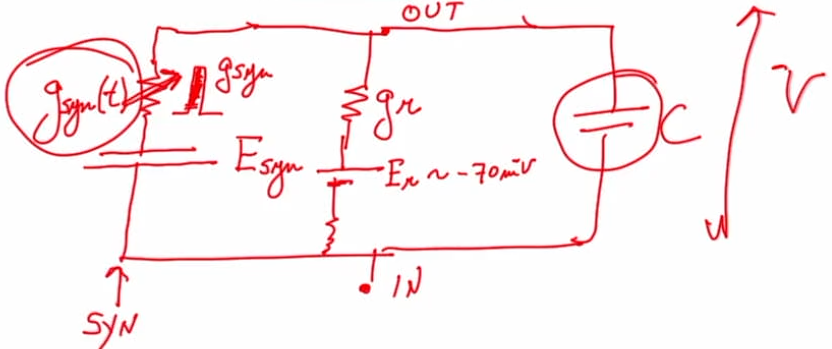 OUT
gsyn(t)
gsyn
gr
C
V
Esyn
Er ~ -70mV
IN
SYN